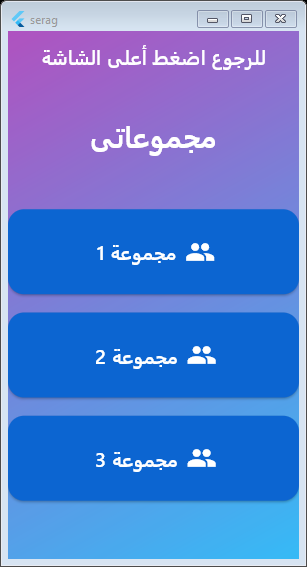 serag
للرجوع اضغط أعلى الشاشة
مجموعاتى
مجموعة 1
مجموعة 2
مجموعة 3